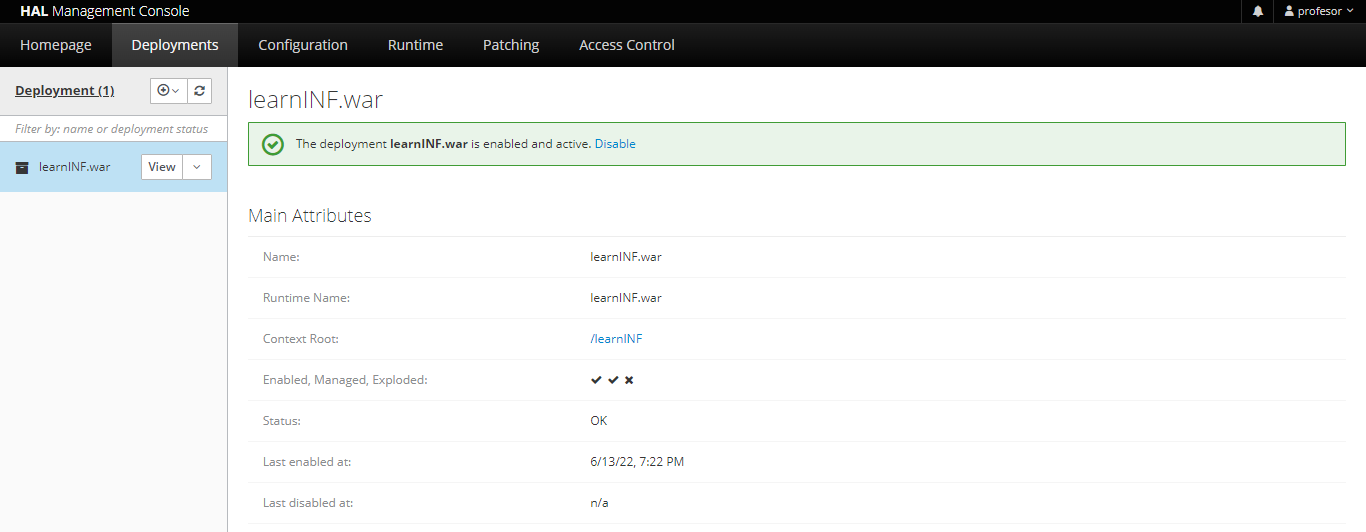 HAL Management Console
profesor
Homepage Deployments Configuration Runtime Patching Access Control
Deployment (1)
Filter by: name or deployment status
learnINF.war View
learnINF.war
The deployment learnINF.war is enabled and active. Disable
Main Attributes
Name: learnINF.war
Runtime Name: learnINF.war
Context Root: /learnINF
Enabled, Managed, Exploded:
Status: OK
Last enabled at: 6/13/22, 7:22 PM
Last disabled at: n/a